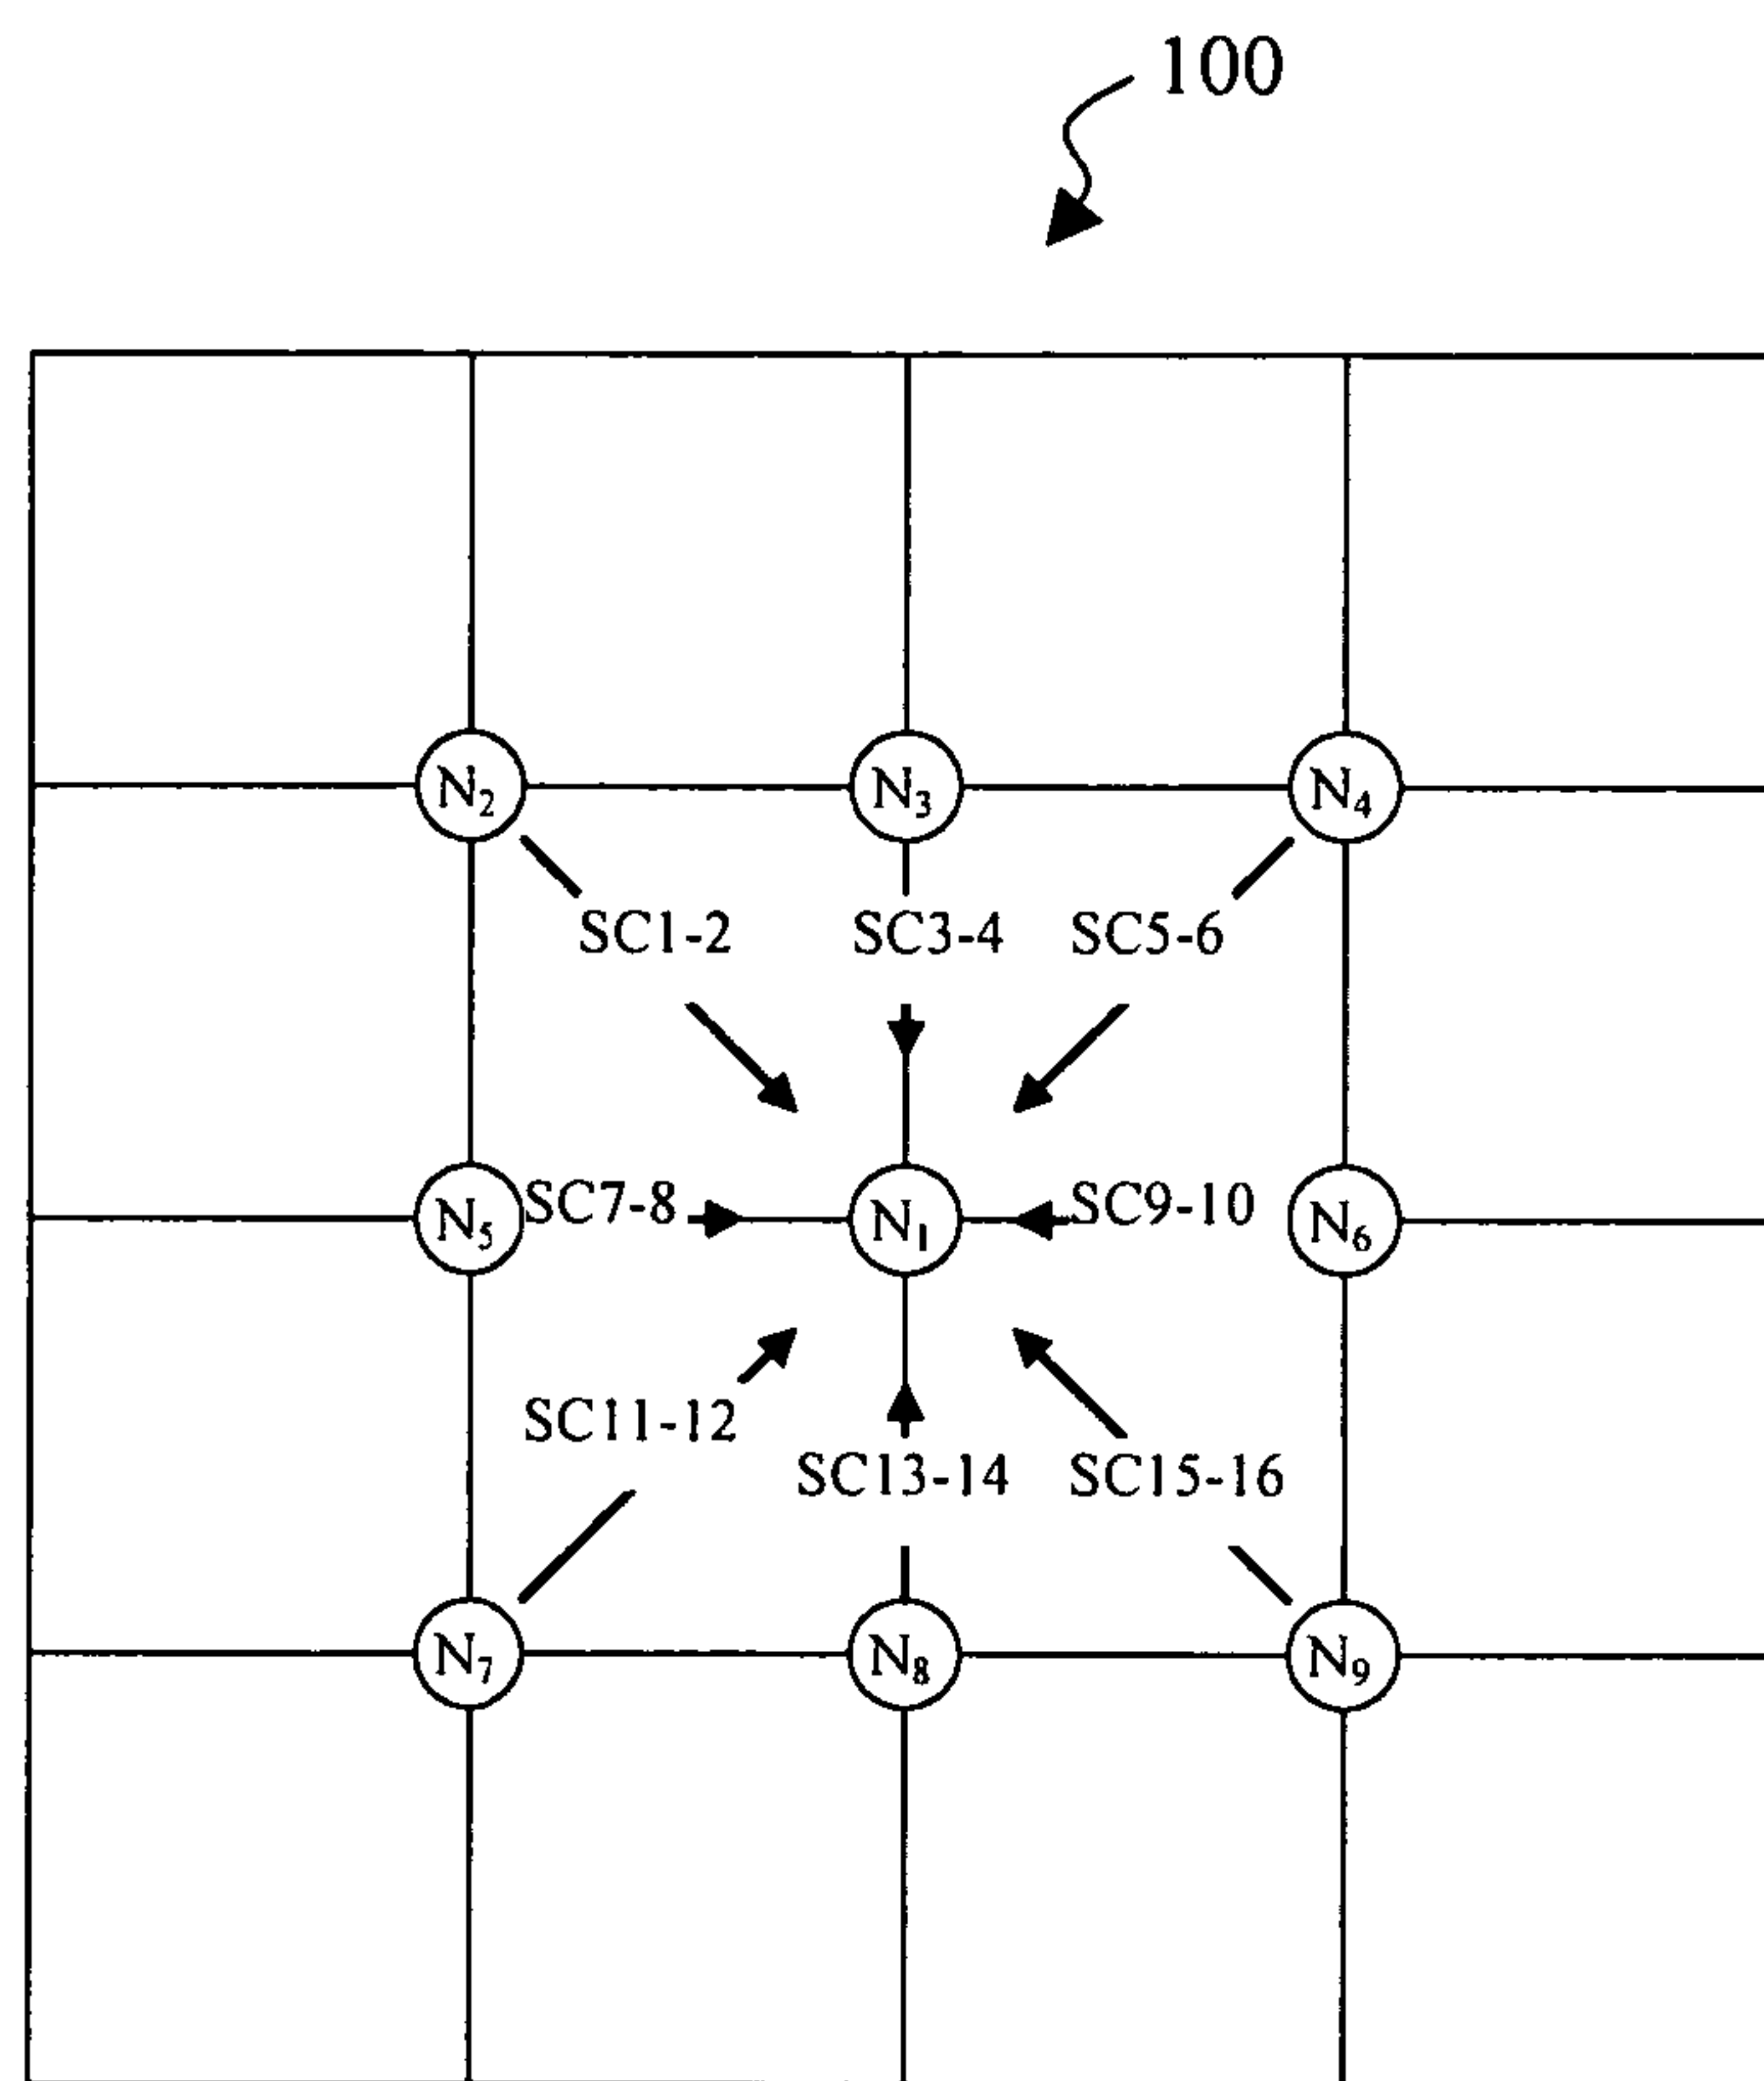 100
N₂ N₃ N₄
SC1-2 SC3-4 SC5-6
N₅ SC7-8 N₁ SC9-10 N₆
SC11-12
SC13-14 SC15-16
N₇ N₈ N₉